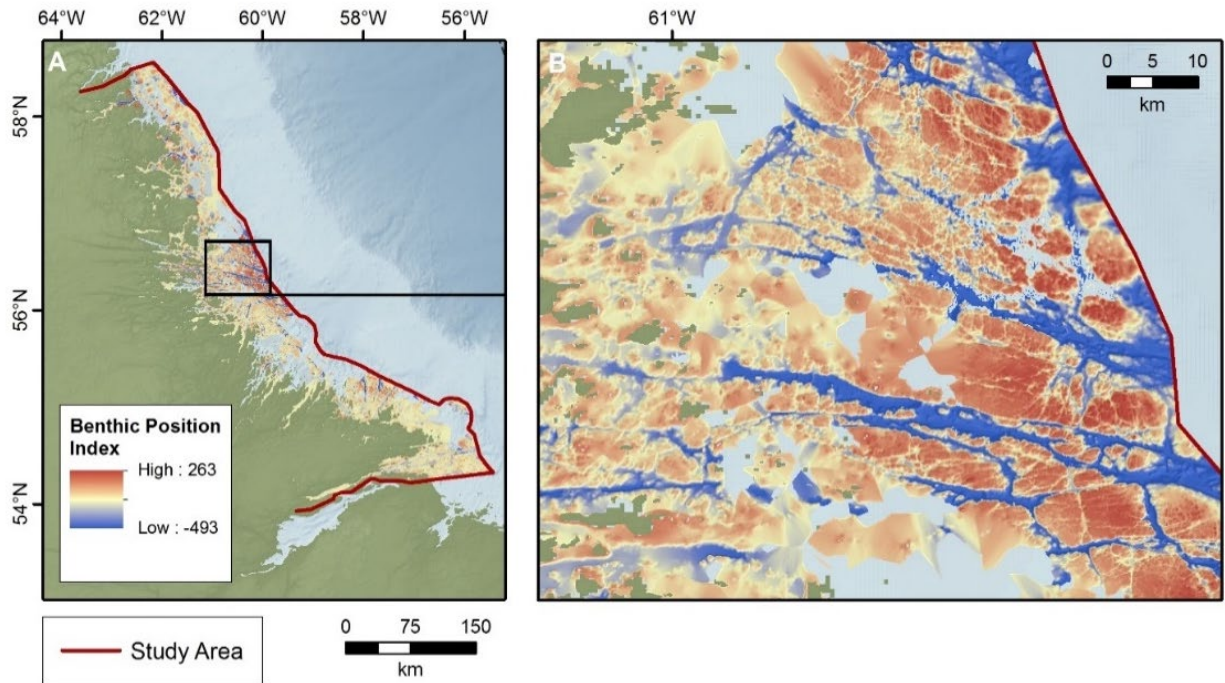 64°W 62°W 60°W 58°W 56°W 61°W
A
B
0 5 10
km
58°N
56°N
54°N
Benthic Position
Index
High : 263
Low : -493
Study Area
0 75 150
km